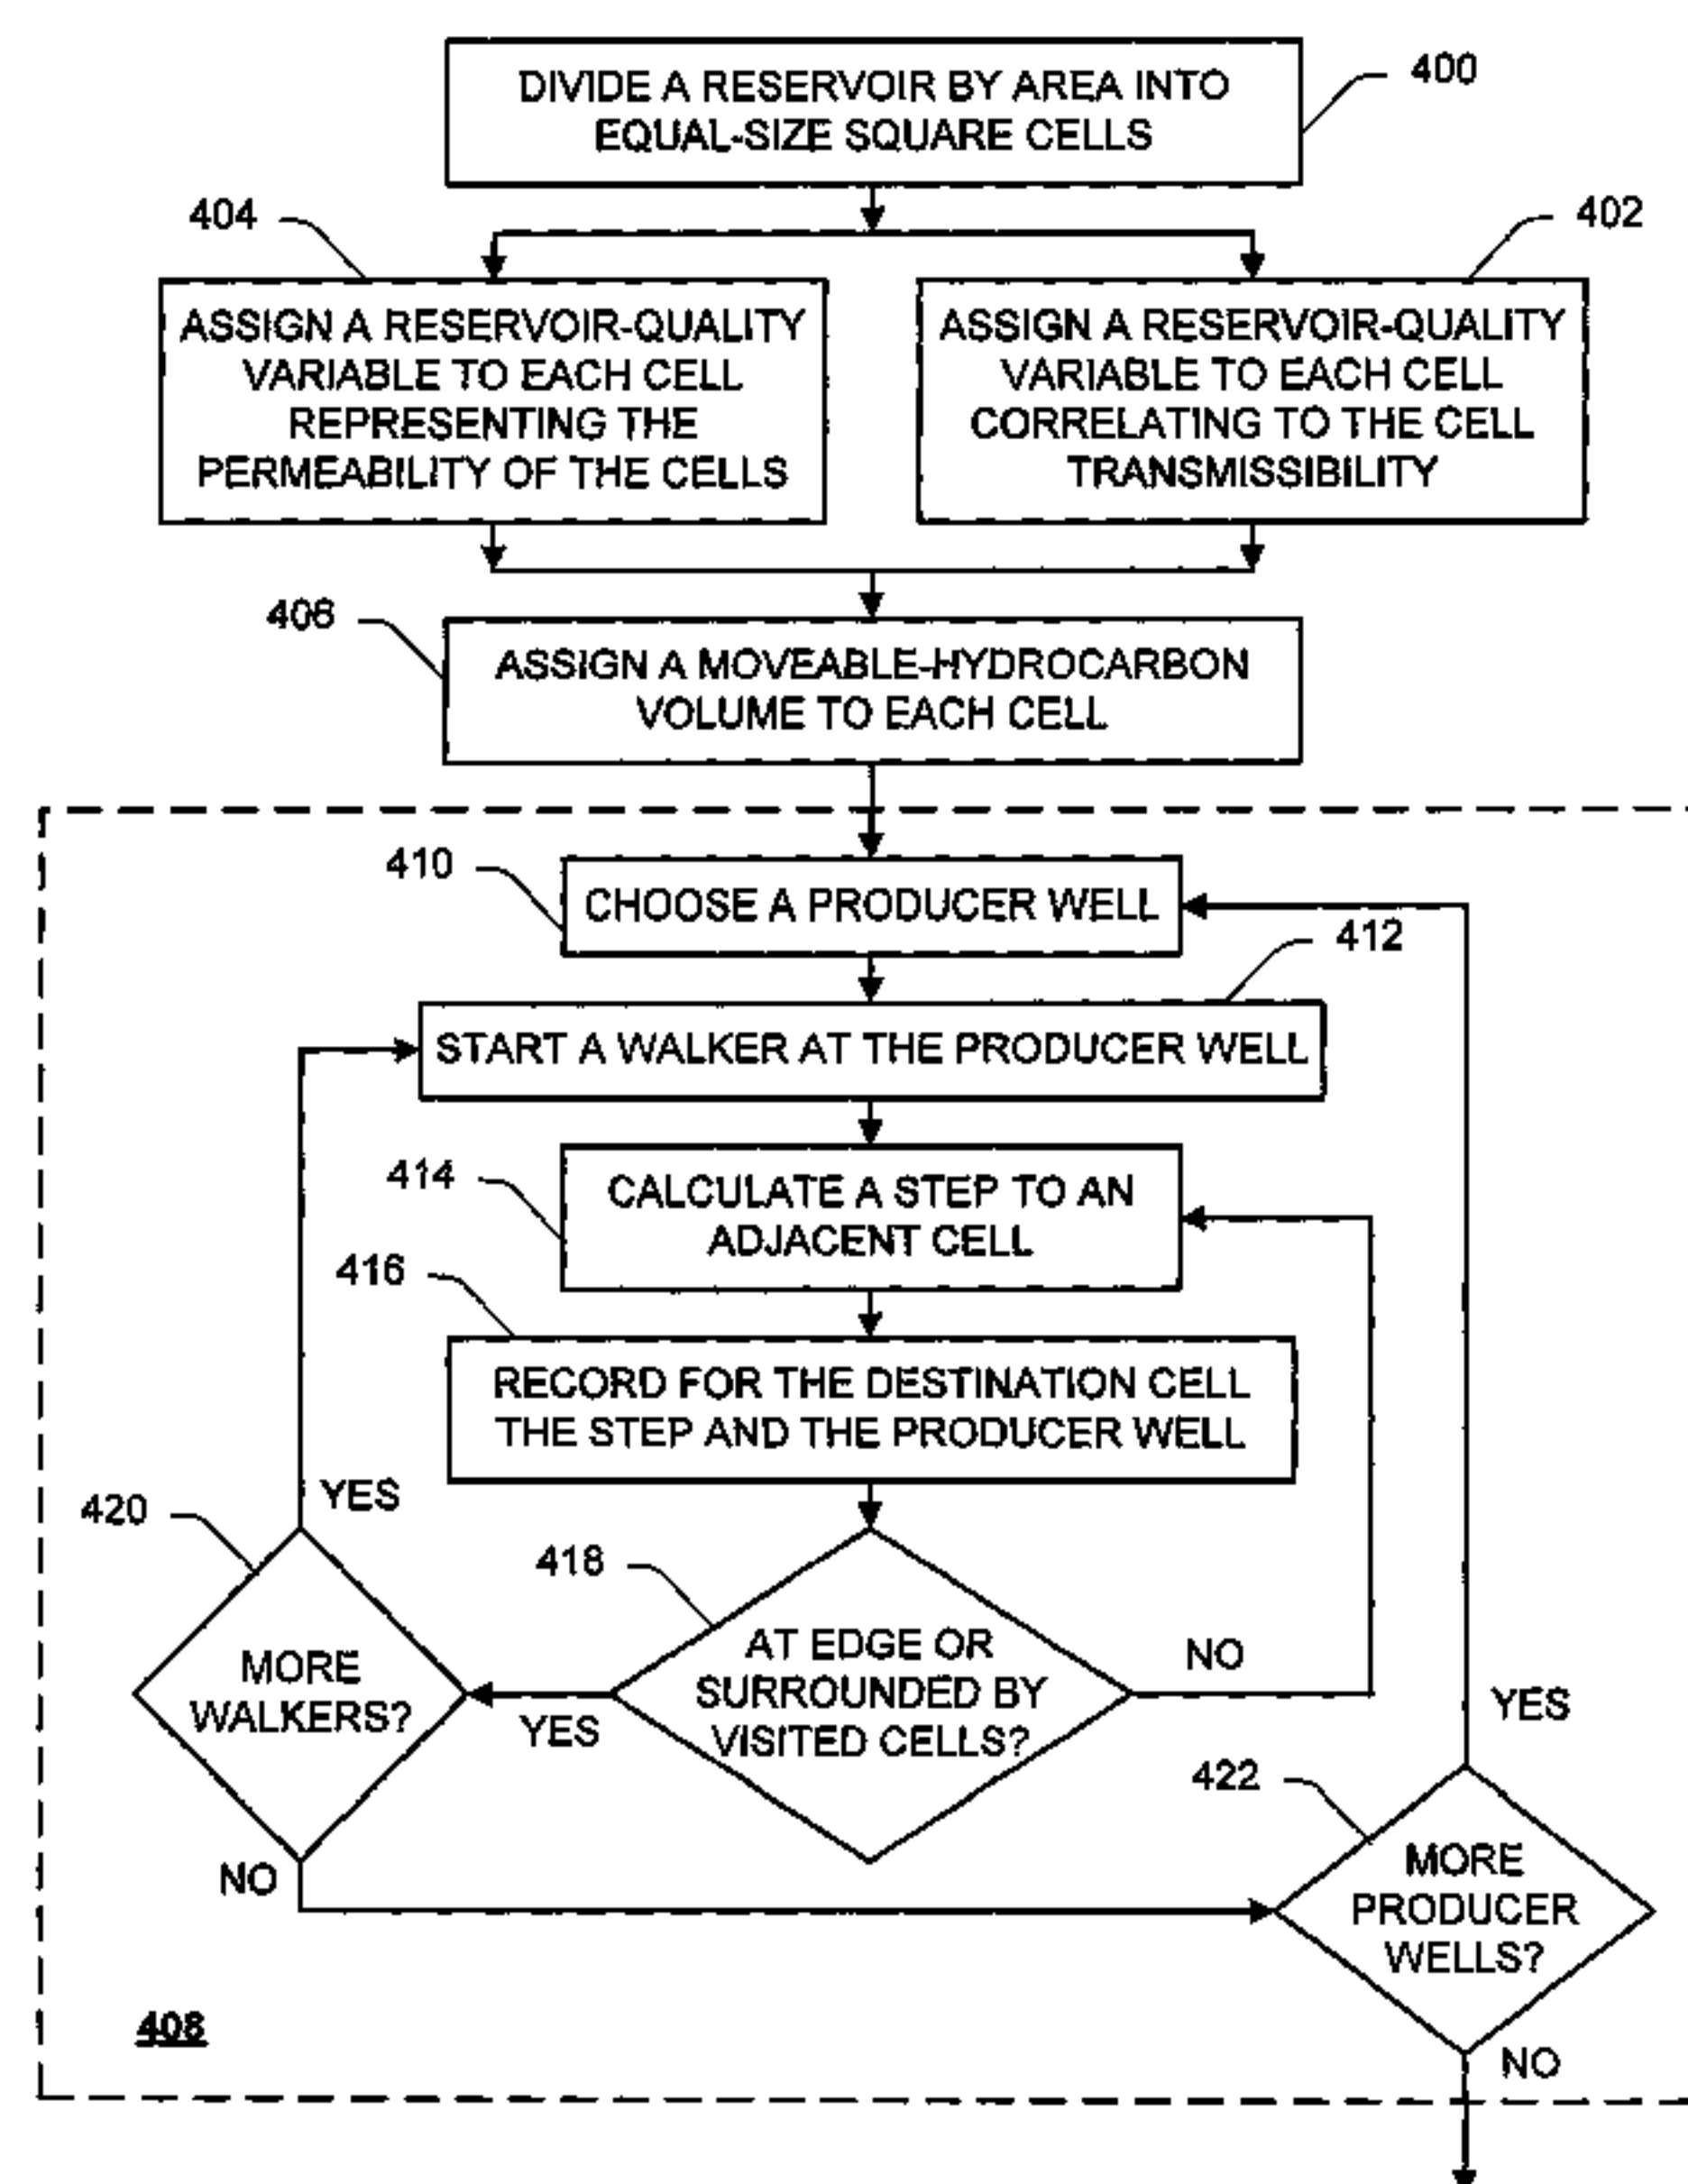 DIVIDE A RESERVOIR BY AREA INTO
EQUAL-SIZE SQUARE CELLS
400
404
402
ASSIGN A RESERVOIR-QUALITY
VARIABLE TO EACH CELL
REPRESENTING THE
PERMEABILITY OF THE CELLS
ASSIGN A RESERVOIR-QUALITY
VARIABLE TO EACH CELL
CORRELATING TO THE CELL
TRANSMISSIBILITY
406
ASSIGN A MOVEABLE-HYDROCARBON
VOLUME TO EACH CELL
410
CHOOSE A PRODUCER WELL
412
START A WALKER AT THE PRODUCER WELL
414
CALCULATE A STEP TO AN
ADJACENT CELL
416
RECORD FOR THE DESTINATION CELL
THE STEP AND THE PRODUCER WELL
YES
420
418
MORE
WALKERS?
YES
AT EDGE OR
SURROUNDED BY
VISITED CELLS?
NO
YES
422
NO
MORE
PRODUCER
WELLS?
408
NO